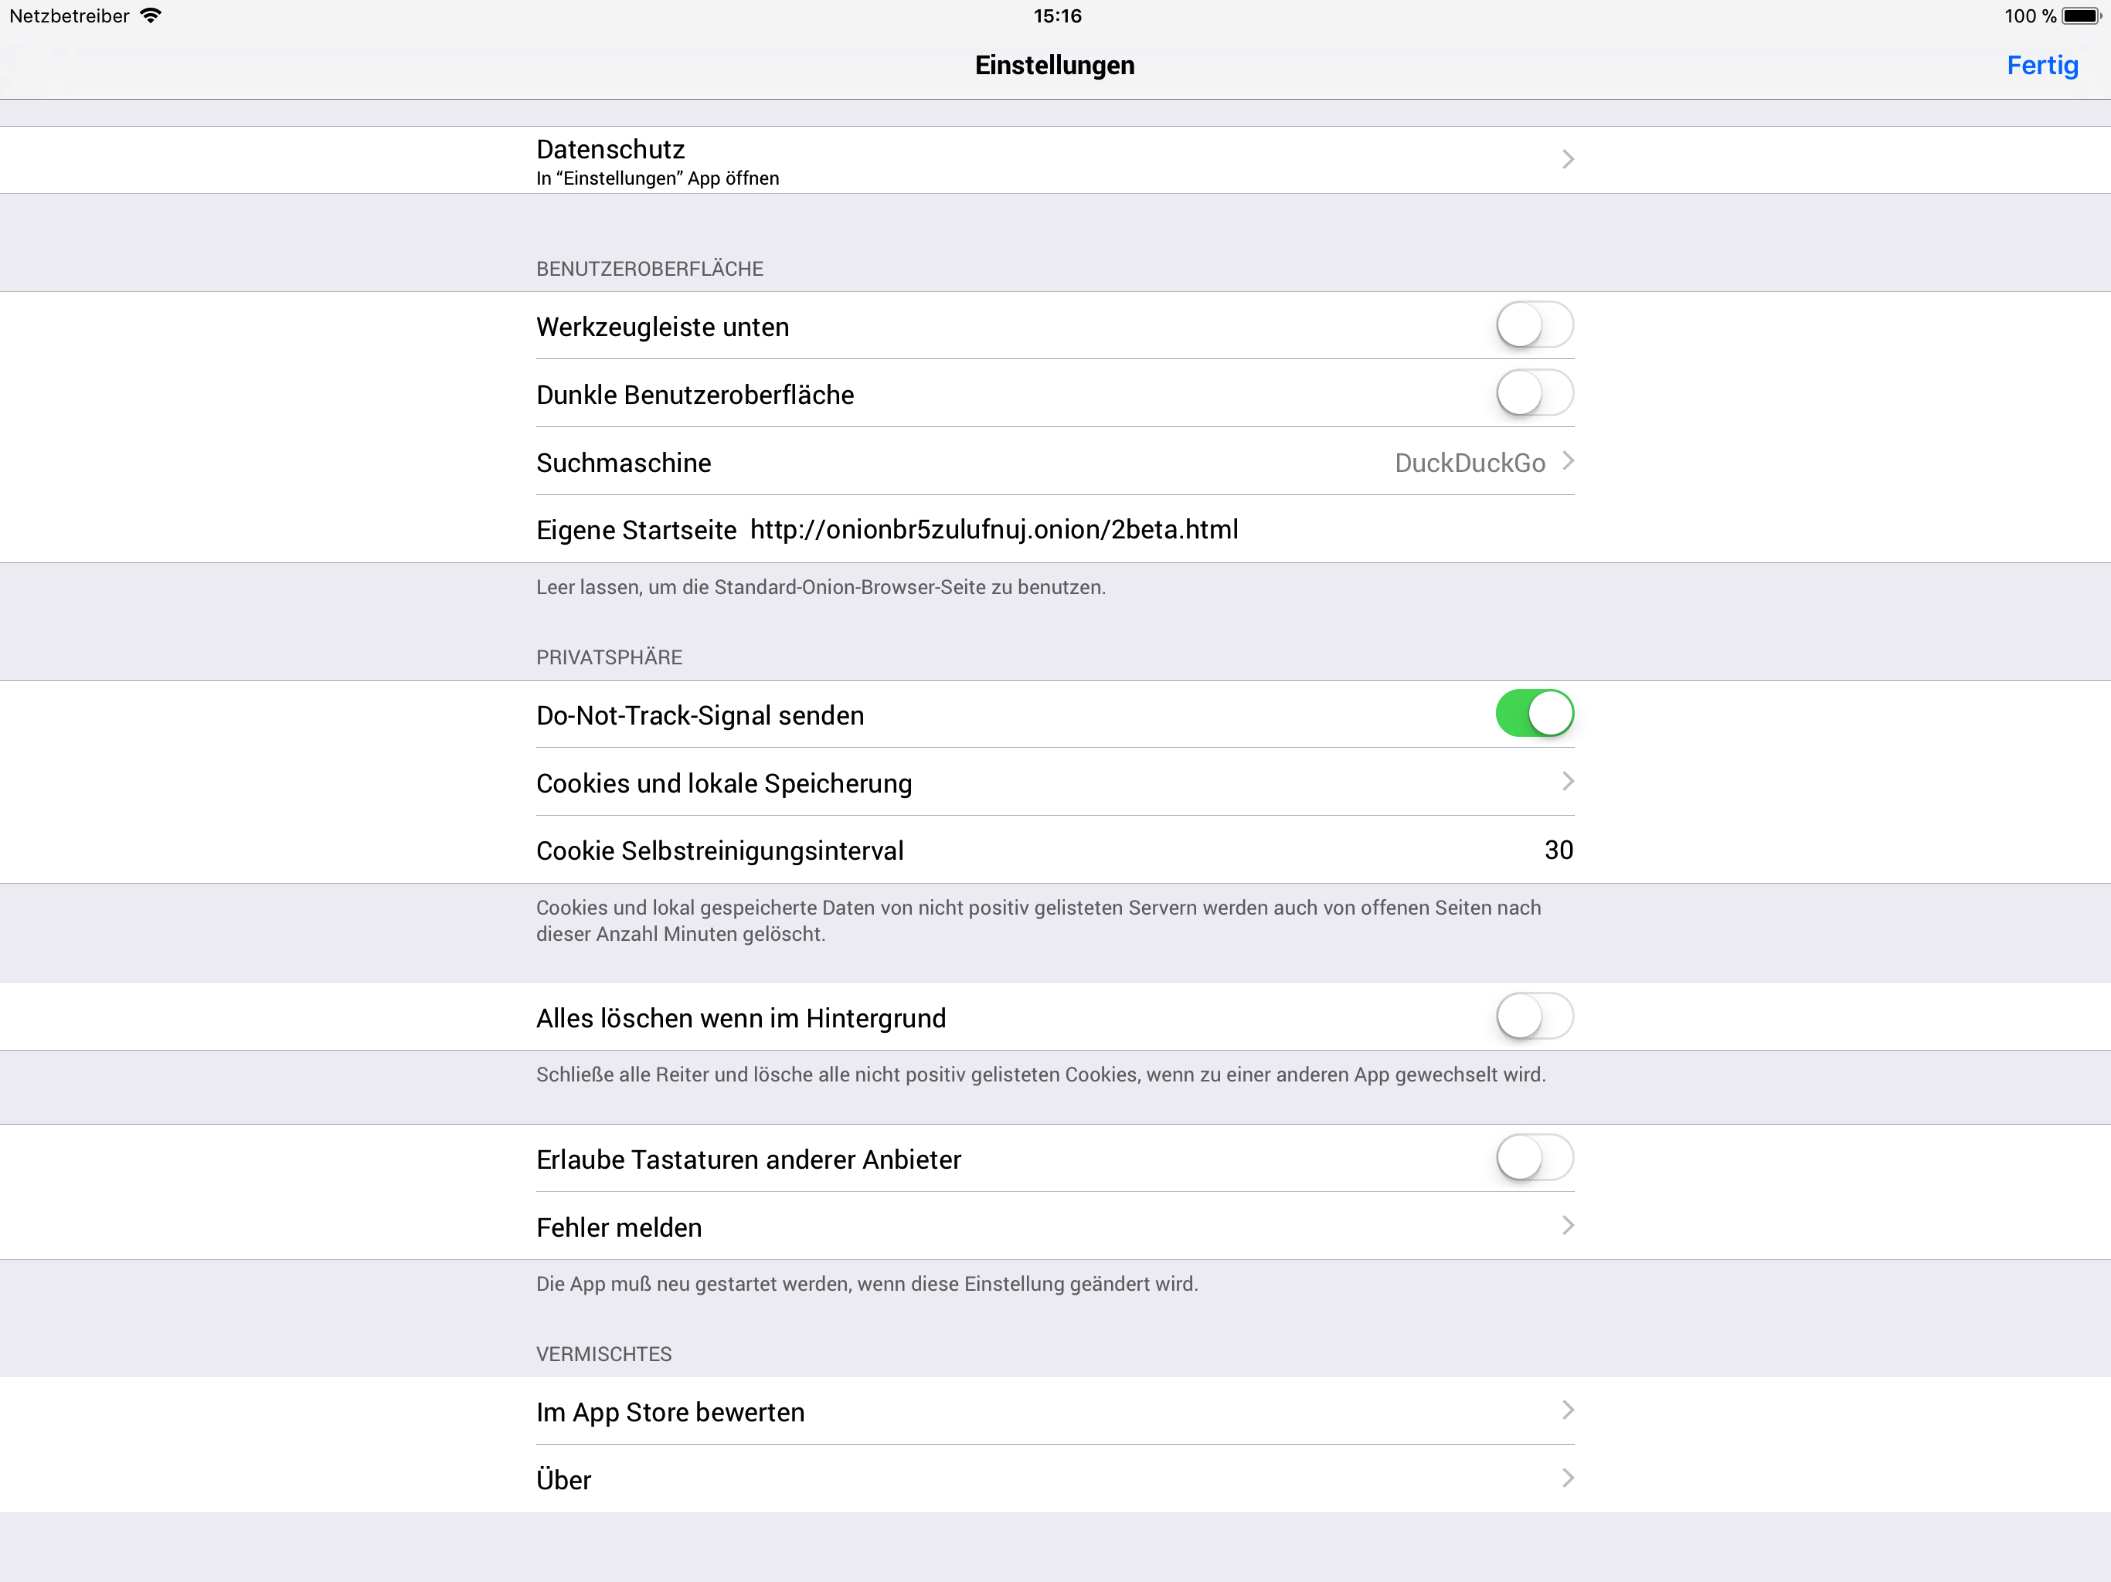 Netzbetreiber 15:16 100 %
Einstellungen Fertig
Datenschutz
In “Einstellungen” App öffnen
BENUTZEROBERFLÄCHE
Werkzeugleiste unten
Dunkle Benutzeroberfläche
Suchmaschine DuckDuckGo
Eigene Startseite http://onionbr5zulufnuj.onion/2beta.html
Leer lassen, um die Standard-Onion-Browser-Seite zu benutzen.
PRIVATSPHÄRE
Do-Not-Track-Signal senden
Cookies und lokale Speicherung
Cookie Selbstreinigungsinterval 30
Cookies und lokal gespeicherte Daten von nicht positiv gelisteten Servern werden auch von offenen Seiten nach
dieser Anzahl Minuten gelöscht.
Alles löschen wenn im Hintergrund
Schließe alle Reiter und lösche alle nicht positiv gelisteten Cookies, wenn zu einer anderen App gewechselt wird.
Erlaube Tastaturen anderer Anbieter
Fehler melden
Die App muß neu gestartet werden, wenn diese Einstellung geändert wird.
VERMISCHTES
Im App Store bewerten
Über